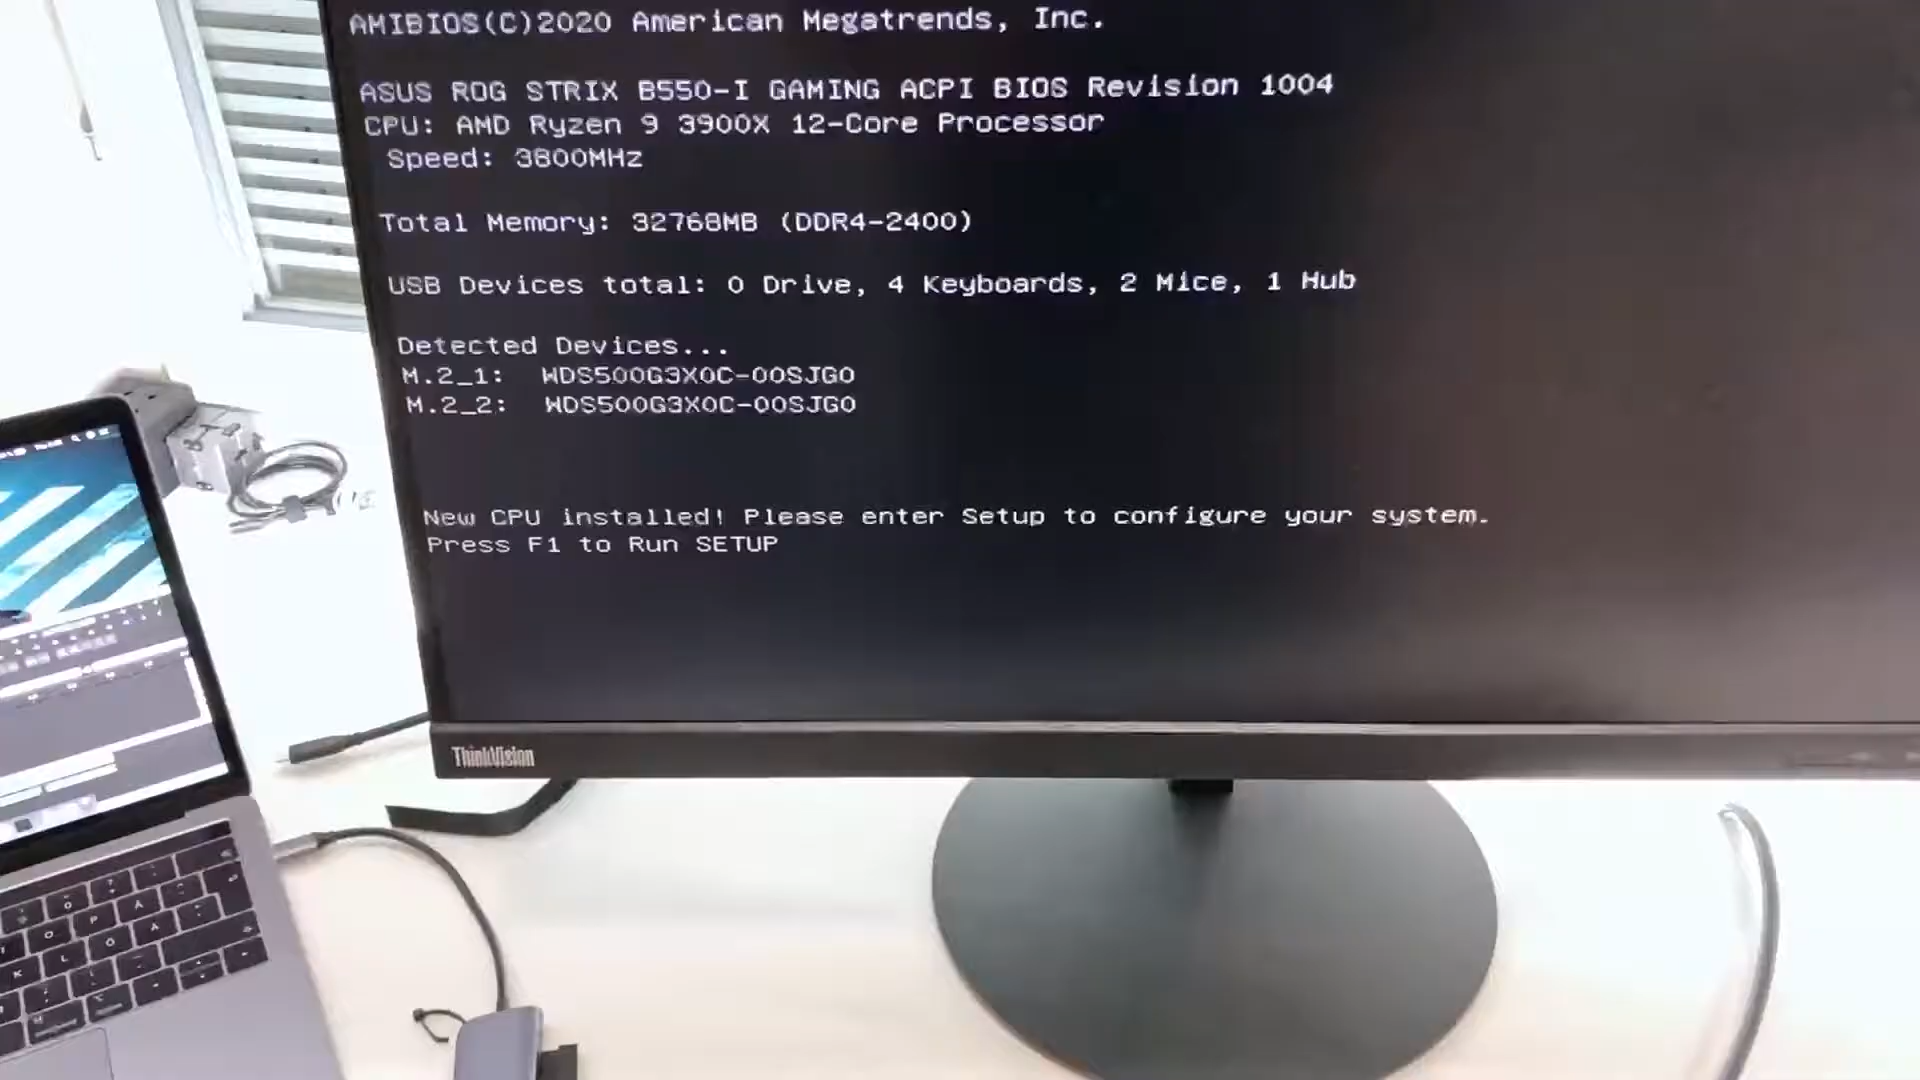 AMIBIOS(C)2020 American Megatrends, Inc.
ASUS ROG STRIX B550-I GAMING ACPI BIOS Revision 1004
CPU: AMD Ryzen 9 3900X 12-Core Processor
Speed: 3800MHz
Total Memory: 32768MB (DDR4-2400)
USB Devices total: 0 Drive, 4 Keyboards, 2 Mice, 1 Hub
Detected Devices...
M.2_1: WDS500G3X0C-00SJG0
M.2_2: WDS500G3X0C-00SJG0
New CPU installed! Please enter Setup to configure your system.
Press F1 to Run SETUP
ThinkVision